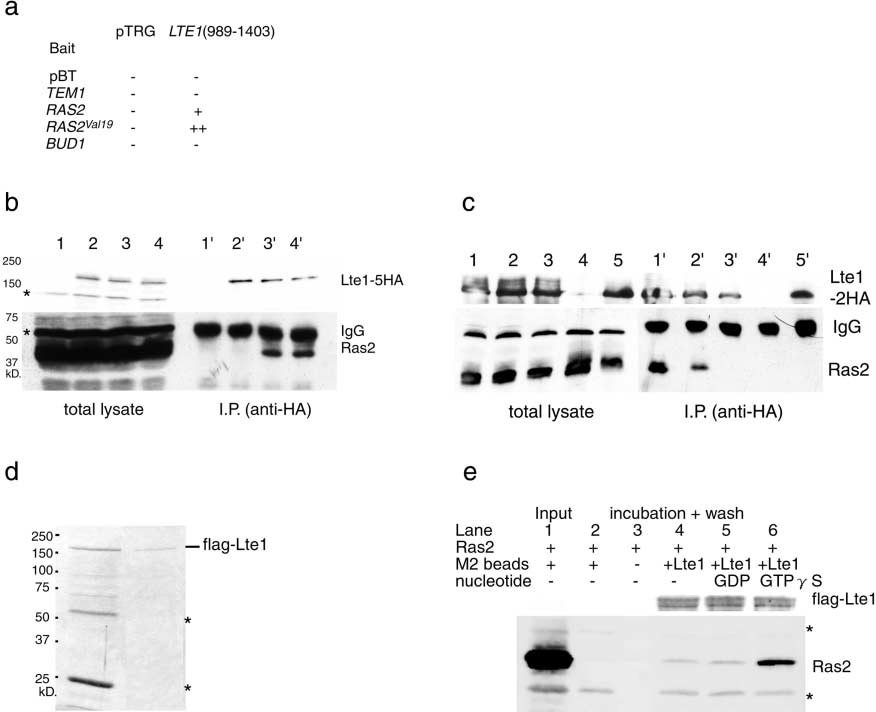 a
pTRG LTE1(989-1403)
Bait
pBT - -
TEM1 - -
RAS2 - +
RAS2Val19 - ++
BUD1 - -
b
1 2 3 4 1' 2' 3' 4'
250
150
*
75
*
50
37
kD.
Lte1-5HA
IgG
Ras2
total lysate I.P. (anti-HA)
c
1 2 3 4 5 1' 2' 3' 4' 5'
Lte1
-2HA
IgG
Ras2
total lysate I.P. (anti-HA)
d
250
150
100
75
50
37
25
kD.
flag-Lte1
*
*
e
Input incubation + wash
Lane 1 2 3 4 5 6
Ras2 + + + + + +
M2 beads + + - +Lte1 +Lte1 +Lte1
nucleotide - - - - GDP GTP γ S
flag-Lte1
*
Ras2
*